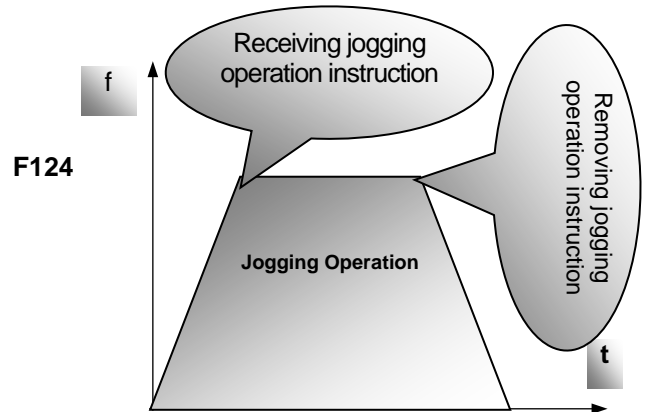 Receiving jogging
operation instruction
f
F124
Removing jogging
operation instruction
Jogging Operation
t